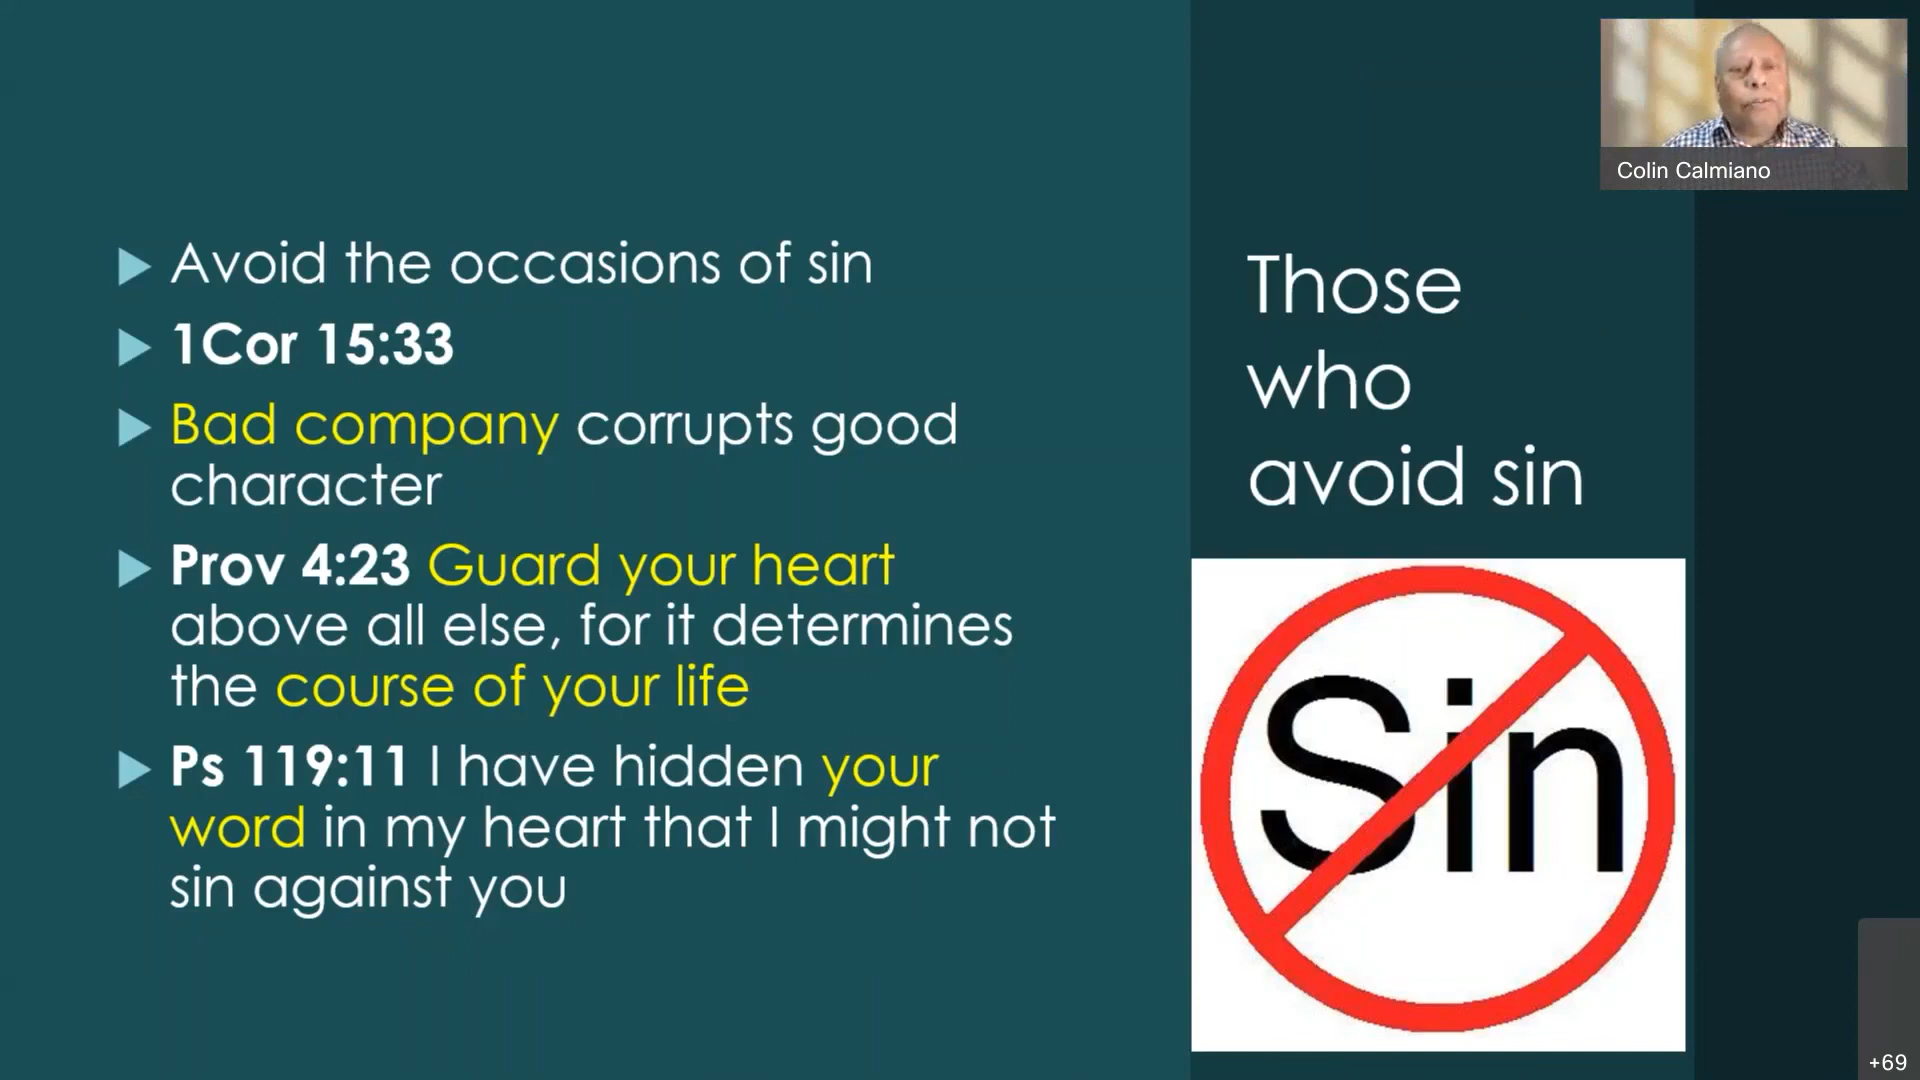 Colin Calmiano
Avoid the occasions of sin
1Cor 15:33
Bad company corrupts good
character
Prov 4:23 Guard your heart
above all else, for it determines
the course of your life
Ps 119:11 I have hidden your
word in my heart that I might not
sin against you
Those
who
avoid sin
Sin
+69